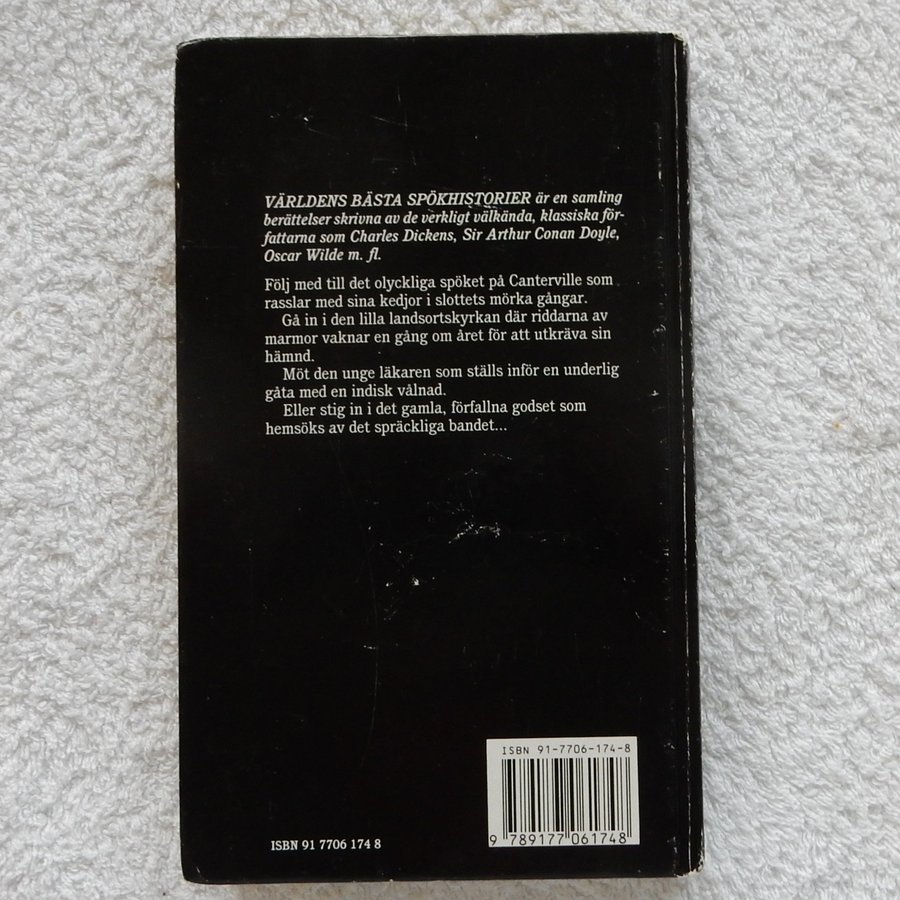 VÄRLDENS BÄSTA SPÖKHISTORIER är en samling
berättelser skrivna av de verkligt välkända, klassiska för-
fattarna som Charles Dickens, Sir Arthur Conan Doyle,
Oscar Wilde m. fl.
Följ med till det olyckliga spöket på Canterville som
rasslar med sina kedjor i slottets mörka gångar.
Gå in i den lilla landsortskyrkan där riddarna av
marmor vaknar en gång om året för att utkräva sin
hämnd.
Möt den unge läkaren som ställs inför en underlig
gåta med en indisk vålnad.
Eller stig in i det gamla, förfallna godset som
hemsöks av det spräckliga bandet...
ISBN 91-7706-174-8
9 789177 061748
ISBN 91 7706 174 8